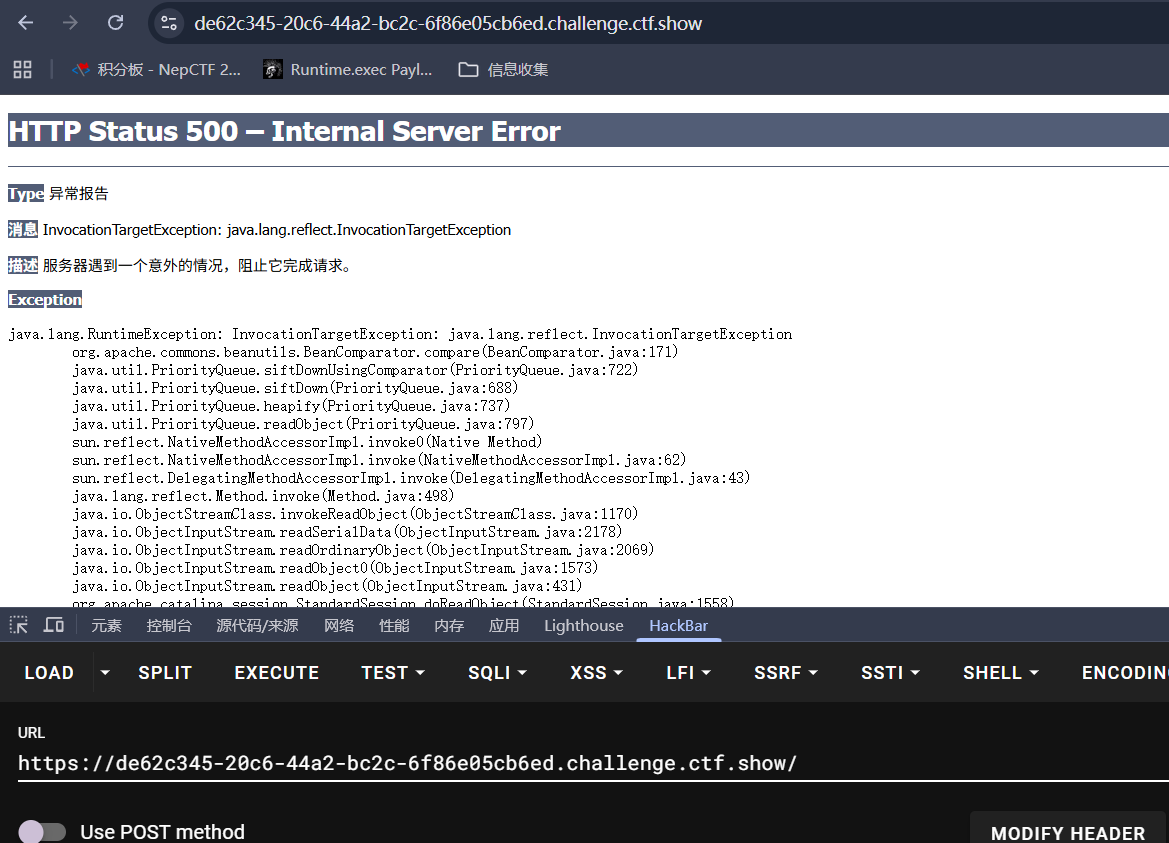 de62c345-20c6-44a2-bc2c-6f86e05cb6ed.challenge.ctf.show
积分板 - NepCTF 2... Runtime.exec Payl... 信息收集
HTTP Status 500 – Internal Server Error
Type 异常报告
消息 InvocationTargetException: java.lang.reflect.InvocationTargetException
描述 服务器遇到一个意外的情况，阻止它完成请求。
Exception
java.lang.RuntimeException: InvocationTargetException: java.lang.reflect.InvocationTargetException
org.apache.commons.beanutils.BeanComparator.compare(BeanComparator.java:171)
java.util.PriorityQueue.siftDownUsingComparator(PriorityQueue.java:722)
java.util.PriorityQueue.siftDown(PriorityQueue.java:688)
java.util.PriorityQueue.heapify(PriorityQueue.java:737)
java.util.PriorityQueue.readObject(PriorityQueue.java:797)
sun.reflect.NativeMethodAccessorImpl.invoke0(Native Method)
sun.reflect.NativeMethodAccessorImpl.invoke(NativeMethodAccessorImpl.java:62)
sun.reflect.DelegatingMethodAccessorImpl.invoke(DelegatingMethodAccessorImpl.java:43)
java.lang.reflect.Method.invoke(Method.java:498)
java.io.ObjectStreamClass.invokeReadObject(ObjectStreamClass.java:1170)
java.io.ObjectInputStream.readSerialData(ObjectInputStream.java:2178)
java.io.ObjectInputStream.readOrdinaryObject(ObjectInputStream.java:2069)
java.io.ObjectInputStream.readObject0(ObjectInputStream.java:1573)
java.io.ObjectInputStream.readObject(ObjectInputStream.java:431)
org.apache.catalina.session.StandardSession.doReadObject(StandardSession.java:1558)
元素 控制台 源代码/来源 网络 性能 内存 应用 Lighthouse HackBar
LOAD SPLIT EXECUTE TEST SQLI XSS LFI SSRF SSTI SHELL ENCODIN
URL
https://de62c345-20c6-44a2-bc2c-6f86e05cb6ed.challenge.ctf.show/
Use POST method MODIFY HEADER